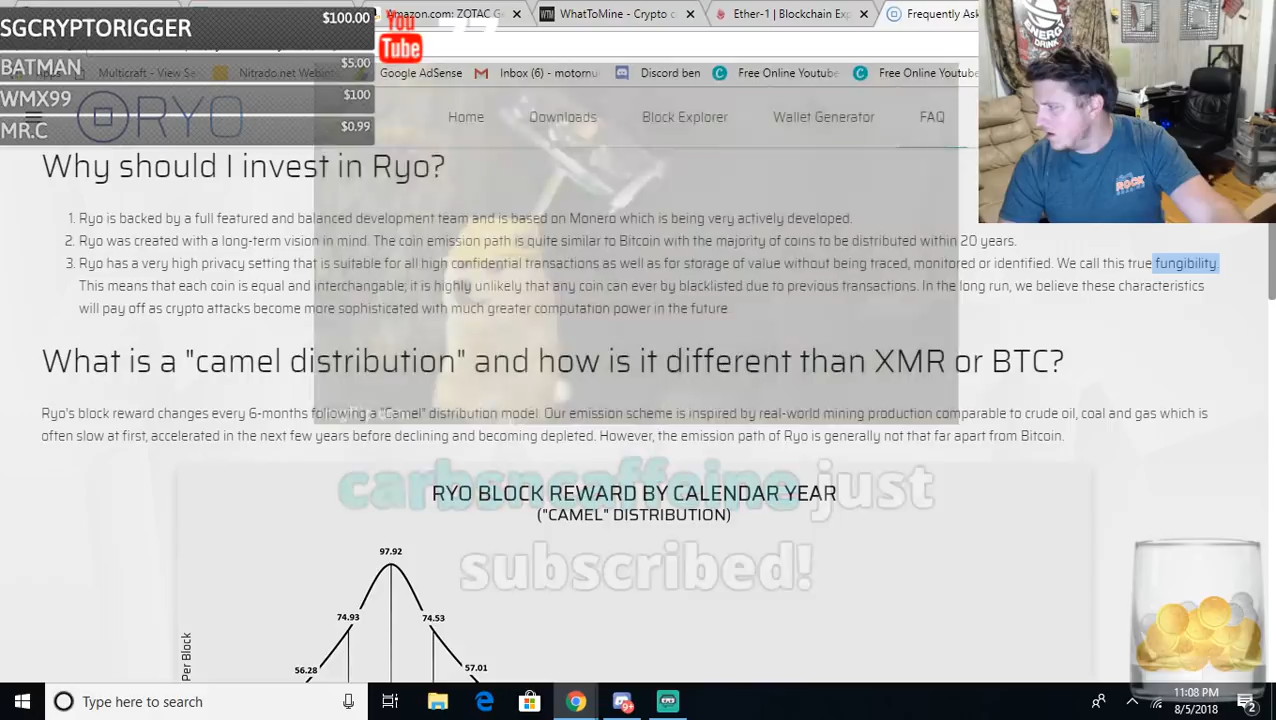 SGCRYPTORIGGER $100.00
BATMAN $5.00
WMX99 $100
MR.C $0.99
You
Tube
Amazon.com: ZOTAC G
WhatToMine - Crypto c
Ether-1 | Blockchain Ev
Frequently Ask
Multicraft - View Se
Nitrado.net Webint
Google AdSense
Inbox (6) - motornu
Discord ben
Free Online Youtube
Free Online Youtube
ENERGY
DRINK
RYO
Home
Downloads
Block Explorer
Wallet Generator
FAQ
ROCK
Why should I invest in Ryo?
1. Ryo is backed by a full featured and balanced development team and is based on Monero which is being very actively developed.
2. Ryo was created with a long-term vision in mind. The coin emission path is quite similar to Bitcoin with the majority of coins to be distributed within 20 years.
3. Ryo has a very high privacy setting that is suitable for all high confidential transactions as well as for storage of value without being traced, monitored or identified. We call this true fungibility.
This means that each coin is equal and interchangable, it is highly unlikely that any coin can ever by blacklisted due to previous transactions. In the long run, we believe these characteristics
will pay off as crypto attacks become more sophisticated with much greater computation power in the future.
What is a "camel distribution" and how is it different than XMR or BTC?
Ryo's block reward changes every 6-months following a "Camel" distribution model. Our emission scheme is inspired by real-world mining production comparable to crude oil, coal and gas which is
often slow at first, accelerated in the next few years before declining and becoming depleted. However, the emission path of Ryo is generally not that far apart from Bitcoin.
carbsncaffeine just
subscribed!
RYO BLOCK REWARD BY CALENDAR YEAR
("CAMEL" DISTRIBUTION)
97.92
74.93
74.53
56.28
57.01
Per Block
Type here to search
11:08 PM
8/5/2018
2